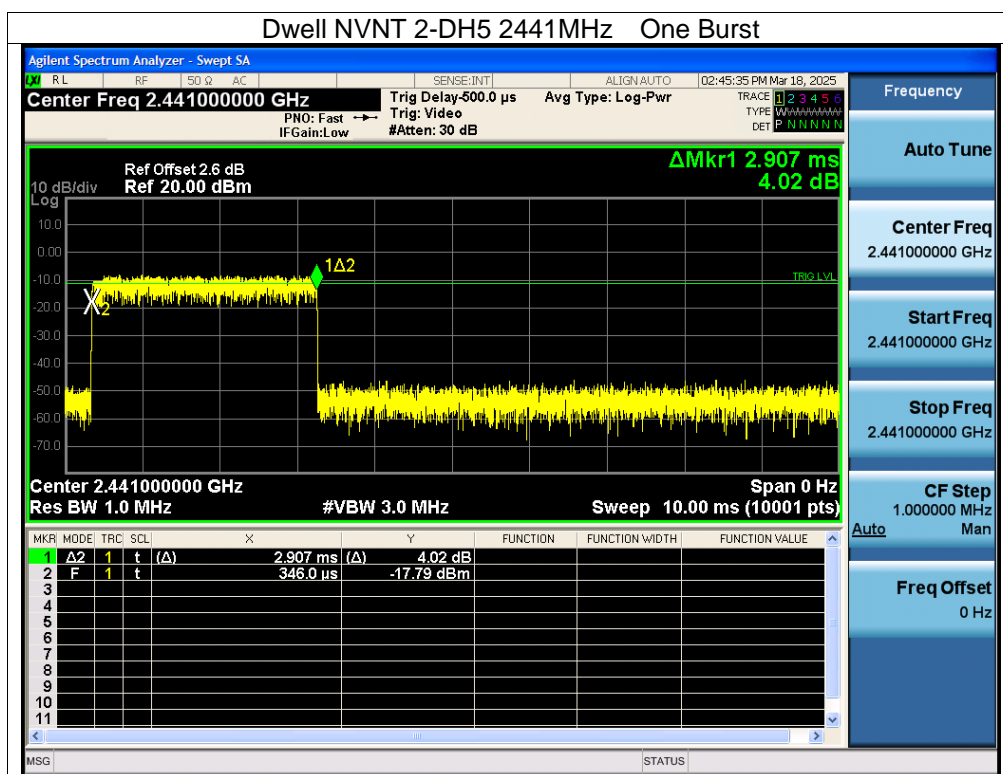 Dwell NVNT 2-DH5 2441MHz One Burst
Agilent Spectrum Analyzer - Swept SA
LXI RL RF 50 Ω AC SENSE:INT ALIGN AUTO 02:45:35 PM Mar 18, 2025
Center Freq 2.441000000 GHz Trig Delay-500.0 µs Avg Type: Log-Pwr TRACE 1 2 3 4 5 6
PNO: Fast Trig: Video TYPE WWWWWW
IFGain:Low #Atten: 30 dB DET P N N N N N
Frequency
Auto Tune
Center Freq
2.441000000 GHz
Start Freq
2.441000000 GHz
Stop Freq
2.441000000 GHz
CF Step
1.000000 MHz
Auto Man
Freq Offset
0 Hz
ΔMkr1 2.907 ms
4.02 dB
Ref Offset 2.6 dB
10 dB/div Ref 20.00 dBm
Log
10.0
0.00
-10.0
-20.0
-30.0
-40.0
-50.0
-60.0
-70.0
1Δ2
TRIG LVL
2
Center 2.441000000 GHz Span 0 Hz
Res BW 1.0 MHz #VBW 3.0 MHz Sweep 10.00 ms (10001 pts)
MKR MODE TRC SCL X Y FUNCTION FUNCTION WIDTH FUNCTION VALUE
1 Δ2 1 t (Δ) 2.907 ms (Δ) 4.02 dB
2 F 1 t 346.0 µs -17.79 dBm
3
4
5
6
7
8
9
10
11
MSG STATUS